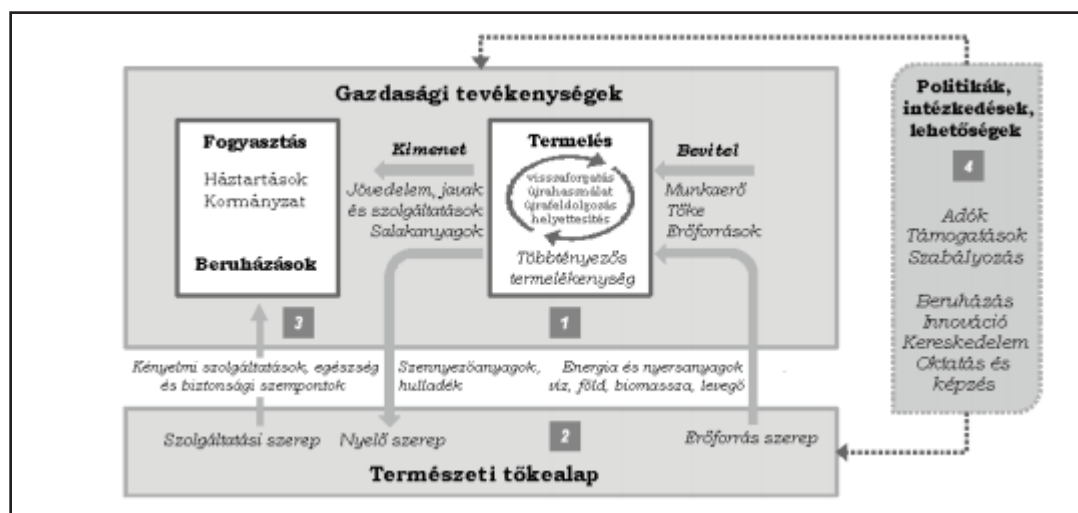 Gazdasági tevékenységek
Fogyasztás
Háztartások
Kormányzat
Beruházások
3
Kimenet
Jövedelem, javak
és szolgáltatások
Salakanyagok
Termelés
visszaforgatás
újrahasználat
újrafeldolgozás
helyettesítés
Többtényezős
termelékenység
1
Bevitel
Munkaerő
Tőke
Erőforrások
Politikák,
intézkedések,
lehetőségek
4
Adók
Támogatások
Szabályozás
Beruházás
Innováció
Kereskedelem
Oktatás és
képzés
Kényelmi szolgáltatások, egészség
és biztonsági szempontok
Szennyezőanyagok,
hulladék
Energia és nyersanyagok
víz, föld, biomassza, levegő
Szolgáltatási szerep
Nyelő szerep
2
Erőforrás szerep
Természeti tőkealap